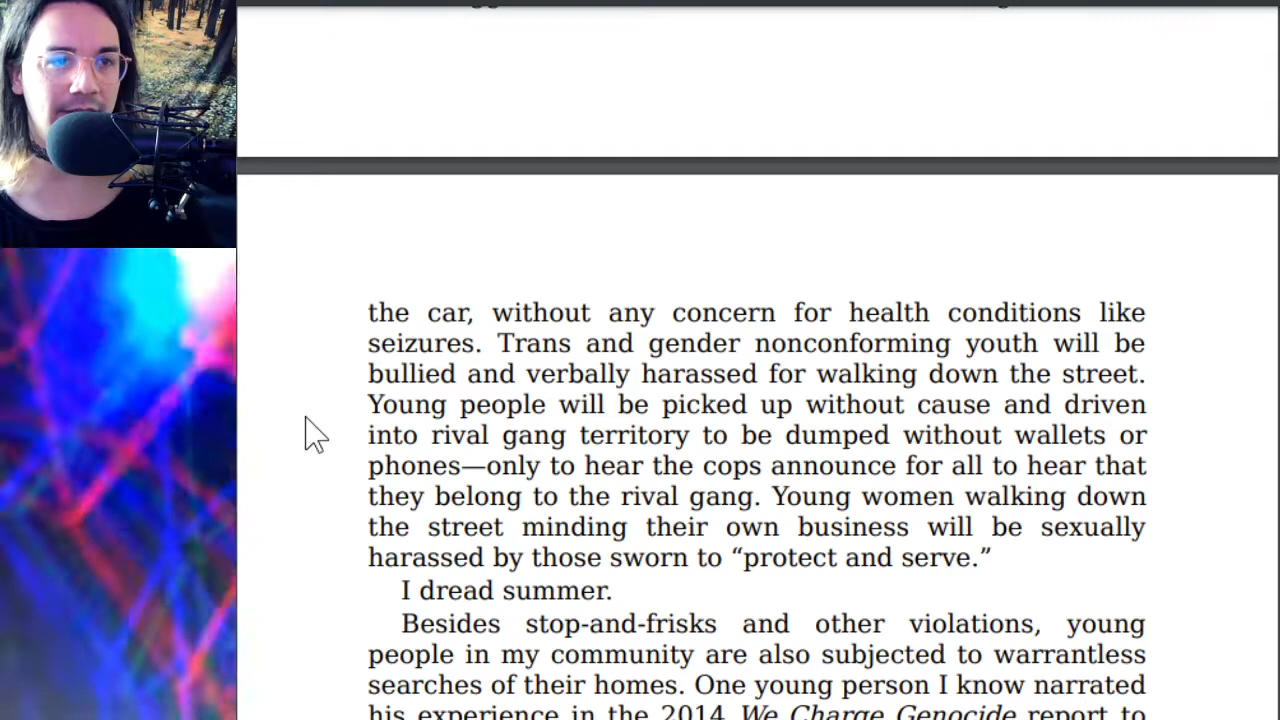 the car, without any concern for health conditions like
seizures. Trans and gender nonconforming youth will be
bullied and verbally harassed for walking down the street.
Young people will be picked up without cause and driven
into rival gang territory to be dumped without wallets or
phones—only to hear the cops announce for all to hear that
they belong to the rival gang. Young women walking down
the street minding their own business will be sexually
harassed by those sworn to “protect and serve.”
I dread summer.
Besides stop-and-frisks and other violations, young
people in my community are also subjected to warrantless
searches of their homes. One young person I know narrated
his experience in the 2014 We Charge Genocide report to